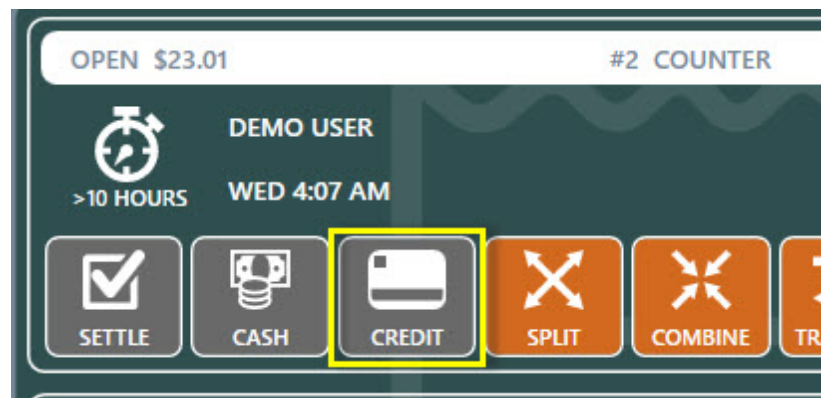 OPEN $23.01 #2 COUNTER
DEMO USER
>10 HOURS WED 4:07 AM
SETTLE CASH CREDIT SPLIT COMBINE